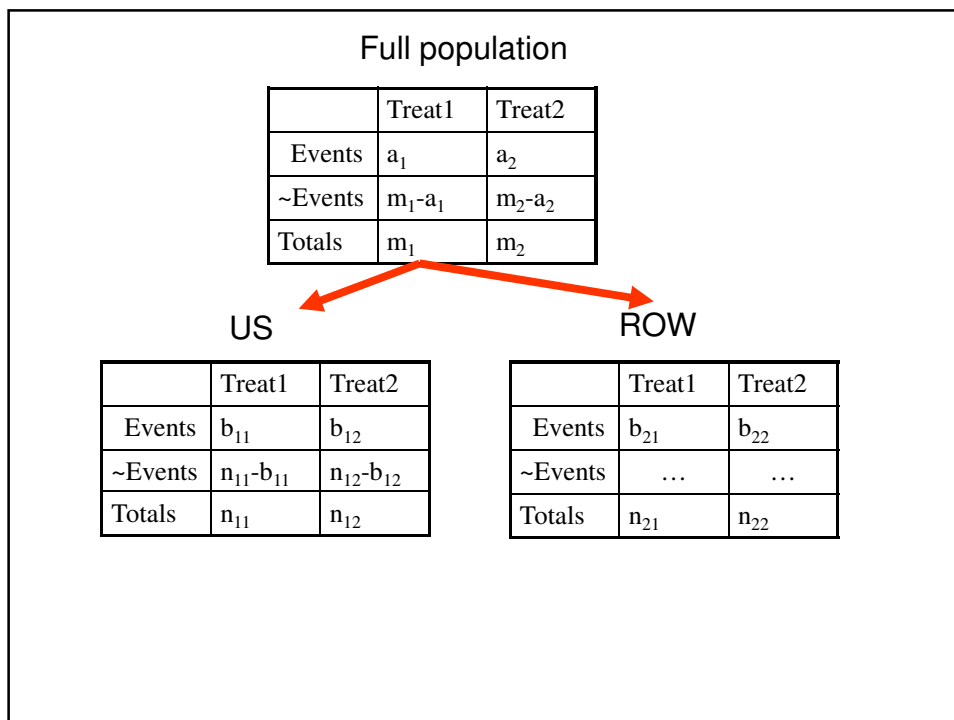 Full population
Treat1 Treat2
Events a₁ a₂
~Events m₁-a₁ m₂-a₂
Totals m₁ m₂
US
Treat1 Treat2
Events b₁₁ b₁₂
~Events n₁₁-b₁₁ n₁₂-b₁₂
Totals n₁₁ n₁₂
ROW
Treat1 Treat2
Events b₂₁ b₂₂
~Events … …
Totals n₂₁ n₂₂